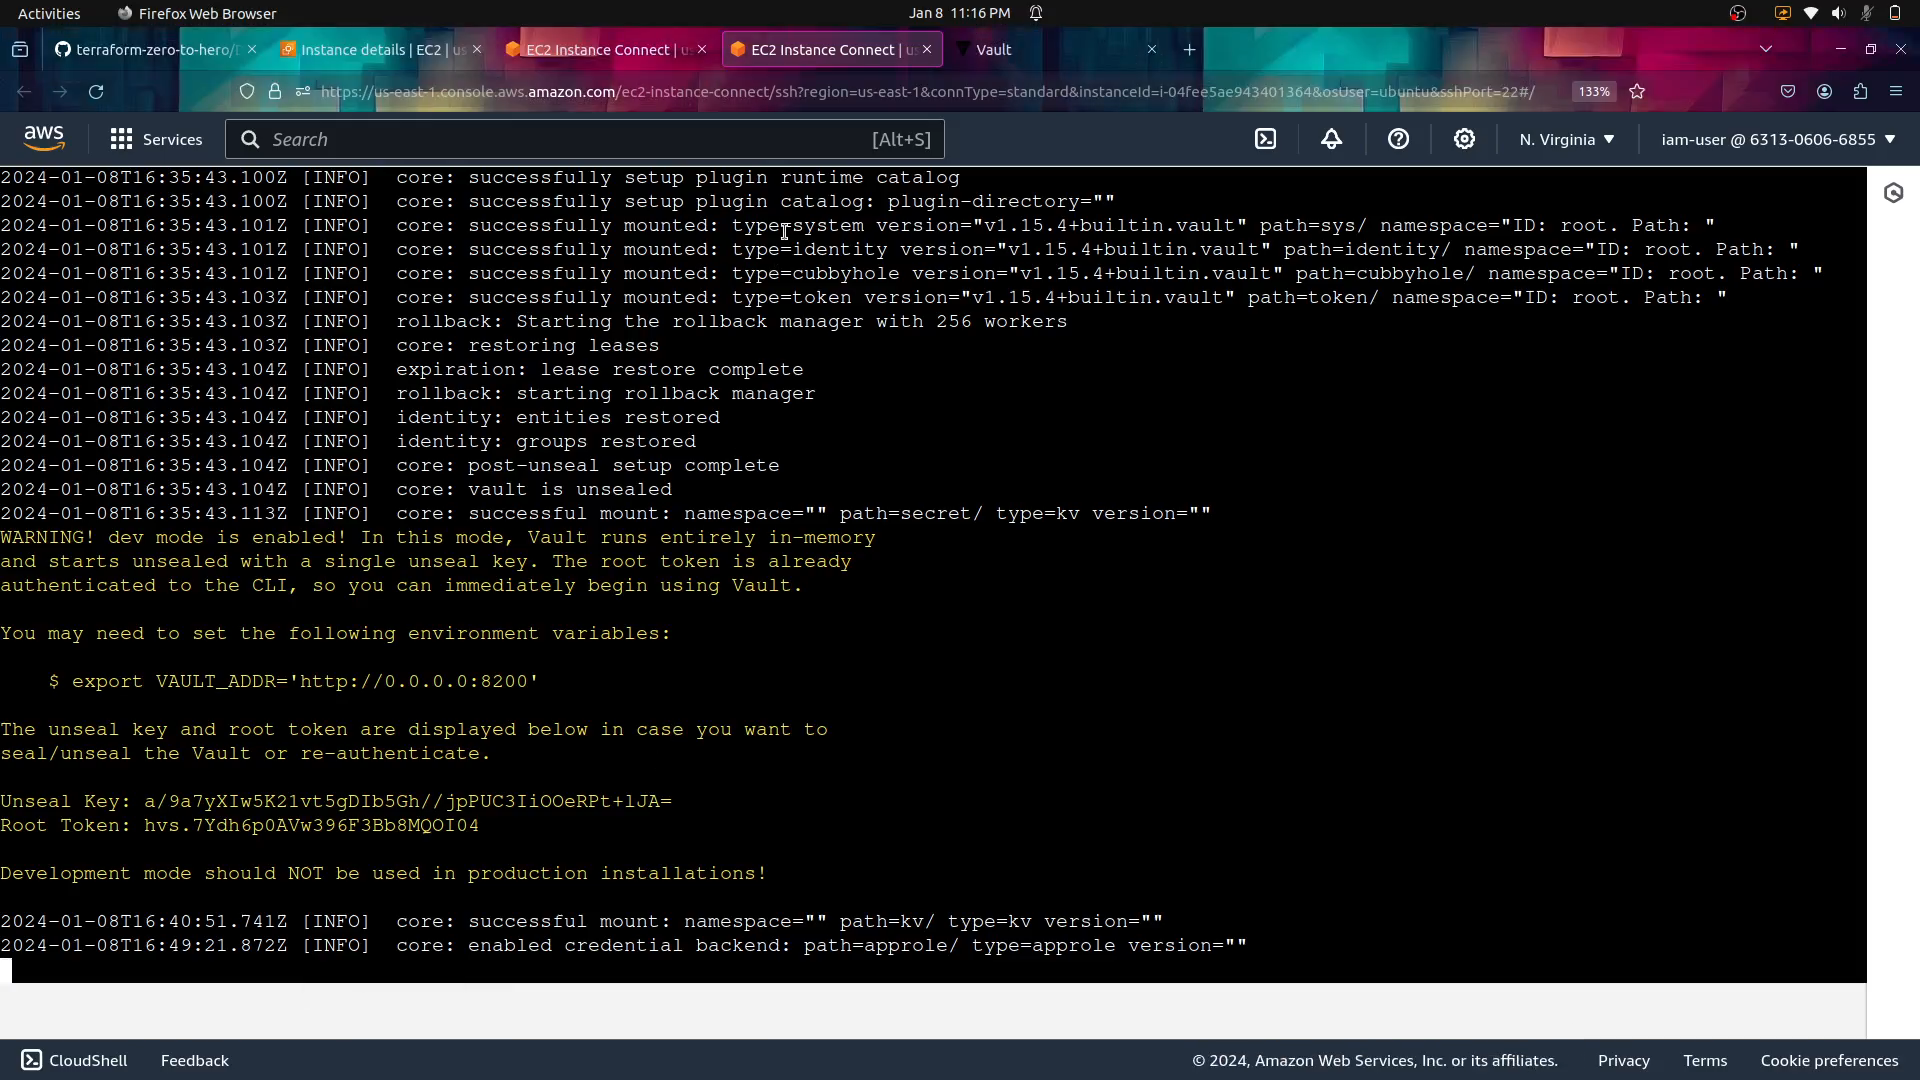 Activities Firefox Web Browser Jan 8 11:16 PM
terraform-zero-to-hero/ Instance details | EC2 | us EC2 Instance Connect | us EC2 Instance Connect | us Vault
https://us-east-1.console.aws.amazon.com/ec2-instance-connect/ssh?region=us-east-1&connType=standard&instanceId=i-04fee5ae943401364&osUser=ubuntu&sshPort=22#/ 133%
aws Services Search [Alt+S] N. Virginia iam-user @ 6313-0606-6855
2024-01-08T16:35:43.100Z [INFO]  core: successfully setup plugin runtime catalog
2024-01-08T16:35:43.100Z [INFO]  core: successfully setup plugin catalog: plugin-directory=""
2024-01-08T16:35:43.101Z [INFO]  core: successfully mounted: type=system version="v1.15.4+builtin.vault" path=sys/ namespace="ID: root. Path: "
2024-01-08T16:35:43.101Z [INFO]  core: successfully mounted: type=identity version="v1.15.4+builtin.vault" path=identity/ namespace="ID: root. Path: "
2024-01-08T16:35:43.101Z [INFO]  core: successfully mounted: type=cubbyhole version="v1.15.4+builtin.vault" path=cubbyhole/ namespace="ID: root. Path: "
2024-01-08T16:35:43.103Z [INFO]  core: successfully mounted: type=token version="v1.15.4+builtin.vault" path=token/ namespace="ID: root. Path: "
2024-01-08T16:35:43.103Z [INFO]  rollback: Starting the rollback manager with 256 workers
2024-01-08T16:35:43.103Z [INFO]  core: restoring leases
2024-01-08T16:35:43.104Z [INFO]  expiration: lease restore complete
2024-01-08T16:35:43.104Z [INFO]  rollback: starting rollback manager
2024-01-08T16:35:43.104Z [INFO]  identity: entities restored
2024-01-08T16:35:43.104Z [INFO]  identity: groups restored
2024-01-08T16:35:43.104Z [INFO]  core: post-unseal setup complete
2024-01-08T16:35:43.104Z [INFO]  core: vault is unsealed
2024-01-08T16:35:43.113Z [INFO]  core: successful mount: namespace="" path=secret/ type=kv version=""
WARNING! dev mode is enabled! In this mode, Vault runs entirely in-memory
and starts unsealed with a single unseal key. The root token is already
authenticated to the CLI, so you can immediately begin using Vault.
You may need to set the following environment variables:
$ export VAULT_ADDR='http://0.0.0.0:8200'
The unseal key and root token are displayed below in case you want to
seal/unseal the Vault or re-authenticate.
Unseal Key: a/9a7yXIw5K21vt5gDIb5Gh//jpPUC3IiOOeRPt+lJA=
Root Token: hvs.7Ydh6p0AVw396F3Bb8MQOI04
Development mode should NOT be used in production installations!
2024-01-08T16:40:51.741Z [INFO]  core: successful mount: namespace="" path=kv/ type=kv version=""
2024-01-08T16:49:21.872Z [INFO]  core: enabled credential backend: path=approle/ type=approle version=""
CloudShell Feedback © 2024, Amazon Web Services, Inc. or its affiliates. Privacy Terms Cookie preferences